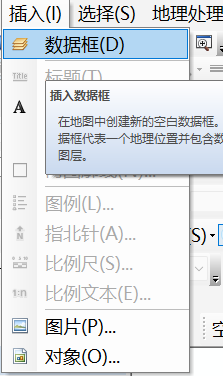 插入(I) 选择(S) 地理处理
数据框(D)
Title 标题(T)...
插入数据框
A
在地图中创建新的空白数据框。
据框代表一个地理位置并包含数
图层。
图例(L)...
N 指北针(A)... (S)
比例尺(S)...
1:n 比例文本(E)...
图片(P)...
对象(O)...